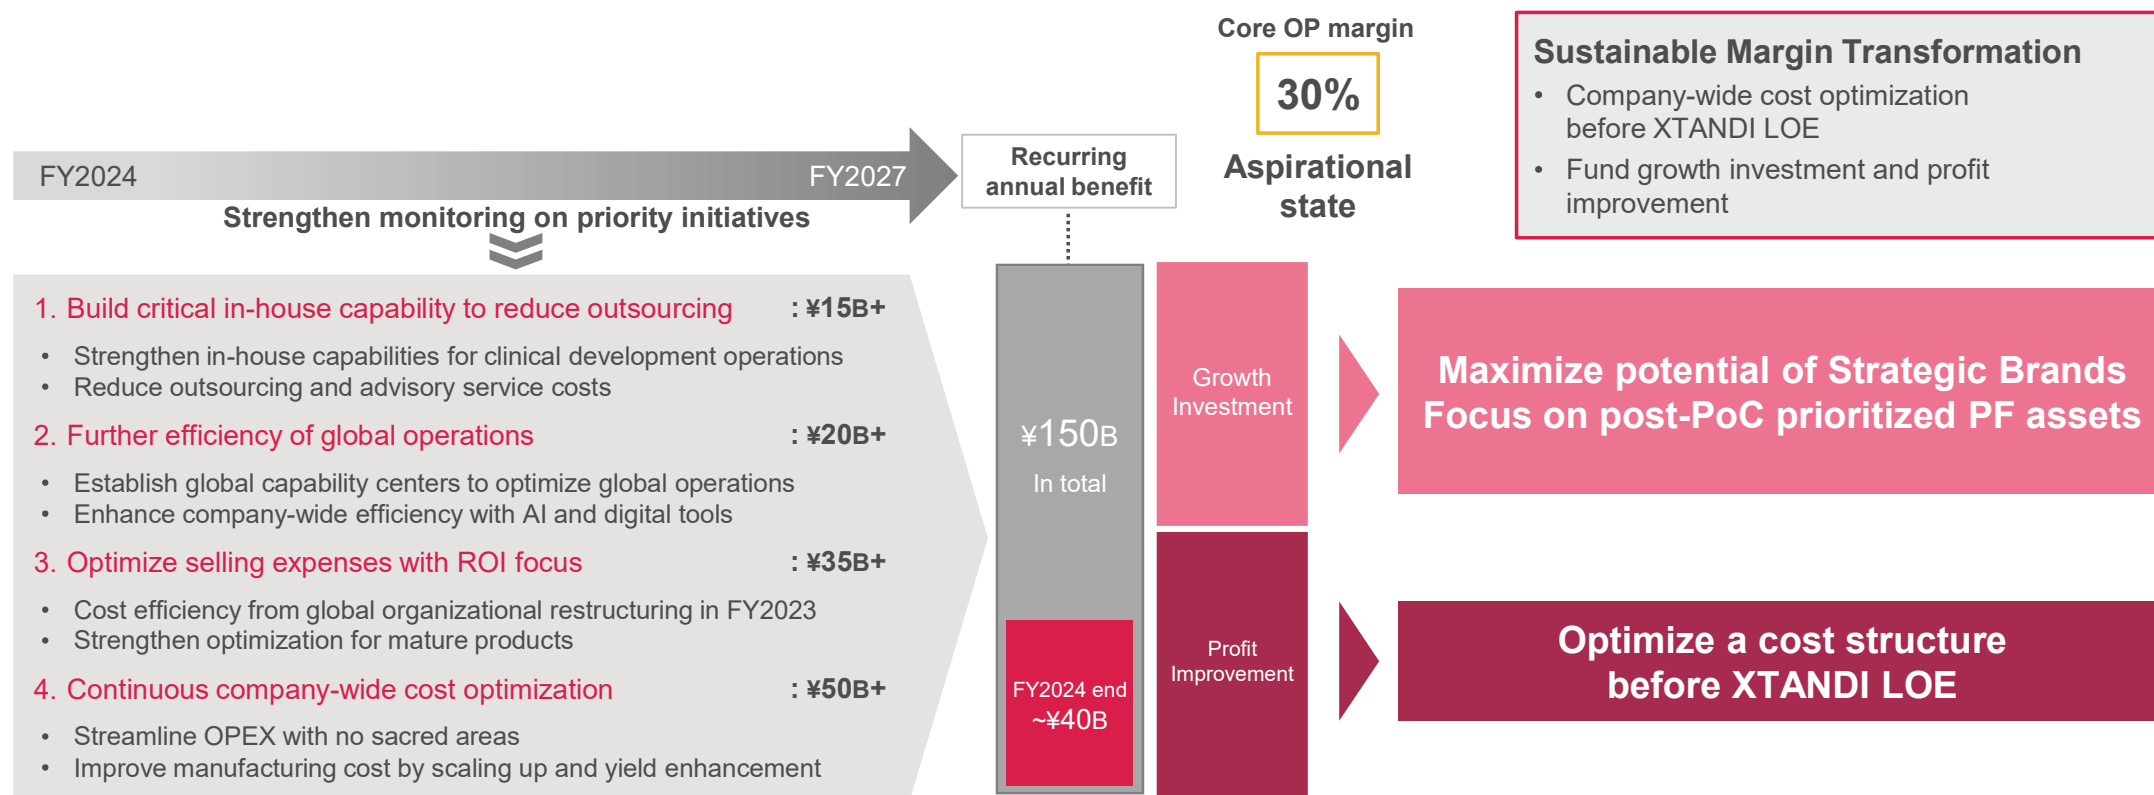 Core OP margin
30%
Aspirational
state
Sustainable Margin Transformation
• Company-wide cost optimization
before XTANDI LOE
• Fund growth investment and profit
improvement
FY2024
FY2027
Recurring
annual benefit
Strengthen monitoring on priority initiatives
1. Build critical in-house capability to reduce outsourcing : ¥15B+
• Strengthen in-house capabilities for clinical development operations
• Reduce outsourcing and advisory service costs
2. Further efficiency of global operations : ¥20B+
• Establish global capability centers to optimize global operations
• Enhance company-wide efficiency with AI and digital tools
3. Optimize selling expenses with ROI focus : ¥35B+
• Cost efficiency from global organizational restructuring in FY2023
• Strengthen optimization for mature products
4. Continuous company-wide cost optimization : ¥50B+
• Streamline OPEX with no sacred areas
• Improve manufacturing cost by scaling up and yield enhancement
¥150B
In total
FY2024 end
~¥40B
Growth
Investment
Profit
Improvement
Maximize potential of Strategic Brands
Focus on post-PoC prioritized PF assets
Optimize a cost structure
before XTANDI LOE